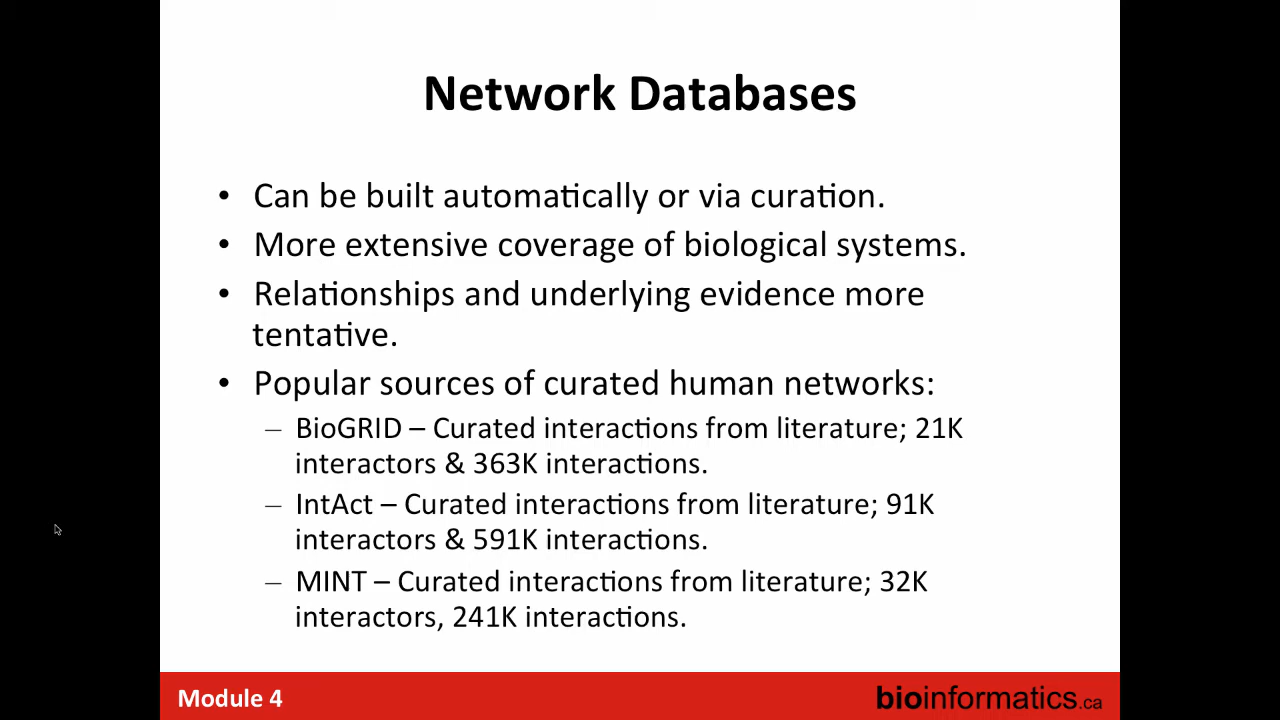 Network Databases
• Can be built automatically or via curation.
• More extensive coverage of biological systems.
• Relationships and underlying evidence more
tentative.
• Popular sources of curated human networks:
– BioGRID – Curated interactions from literature; 21K
interactors & 363K interactions.
– IntAct – Curated interactions from literature; 91K
interactors & 591K interactions.
– MINT – Curated interactions from literature; 32K
interactors, 241K interactions.
Module 4
bioinformatics.ca